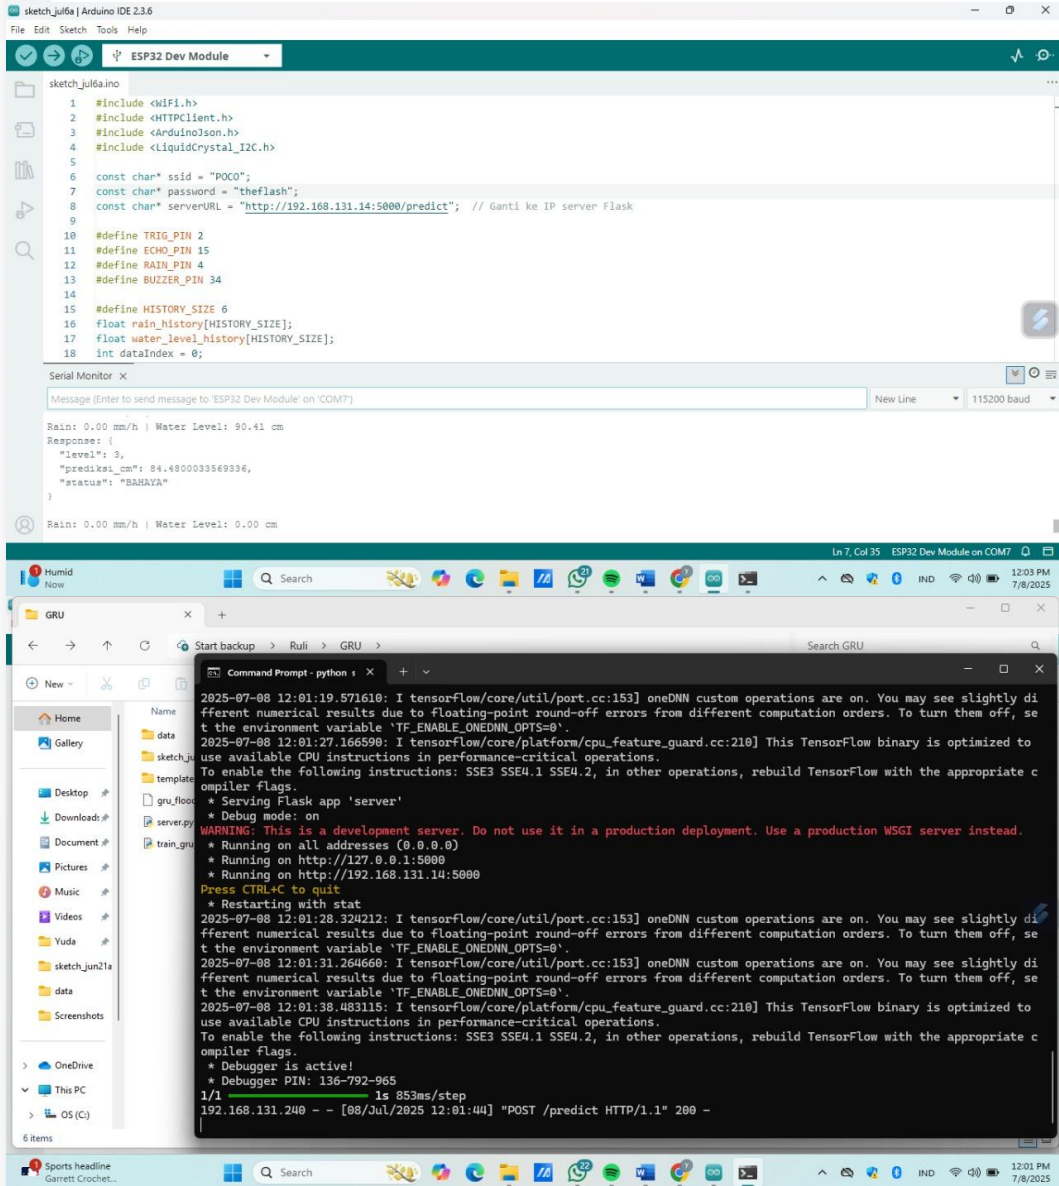 sketch_jul6a | Arduino IDE 2.3.6
File Edit Sketch Tools Help
ESP32 Dev Module
sketch_jul6a.ino
1 #include <WiFi.h>
2 #include <HTTPClient.h>
3 #include <ArduinoJson.h>
4 #include <LiquidCrystal_I2C.h>
5
6 const char* ssid = "POCO";
7 const char* password = "theflash";
8 const char* serverURL = "http://192.168.131.14:5000/predict"; // Ganti ke IP server Flask
9
10 #define TRIG_PIN 2
11 #define ECHO_PIN 15
12 #define RAIN_PIN 4
13 #define BUZZER_PIN 34
14
15 #define HISTORY_SIZE 6
16 float rain_history[HISTORY_SIZE];
17 float water_level_history[HISTORY_SIZE];
18 int dataIndex = 0;
Serial Monitor
Message (Enter to send message to 'ESP32 Dev Module' on 'COM7')
New Line 115200 baud
Rain: 0.00 mm/h | Water Level: 90.41 cm
Response: {
"level": 3,
"prediksi_cm": 84.4800033569336,
"status": "BAHAYA"
}
Rain: 0.00 mm/h | Water Level: 0.00 cm
Ln 7, Col 35 ESP32 Dev Module on COM7
1 Humid
Now
Search
21
IND
12:03 PM
7/8/2025
GRU
Start backup > Ruli > GRU >
Search GRU
New
Home
Gallery
Desktop
Downloads
Document
Pictures
Music
Videos
Yuda
sketch_jun21a
data
Screenshots
OneDrive
This PC
OS (C:)
6 items
Name
data
sketch_ju
template
gru_flood
server.py
train_gru
Command Prompt - python s
2025-07-08 12:01:19.571610: I tensorflow/core/util/port.cc:153] oneDNN custom operations are on. You may see slightly di
fferent numerical results due to floating-point round-off errors from different computation orders. To turn them off, se
t the environment variable `TF_ENABLE_ONEDNN_OPTS=0`.
2025-07-08 12:01:27.166590: I tensorflow/core/platform/cpu_feature_guard.cc:210] This TensorFlow binary is optimized to
use available CPU instructions in performance-critical operations.
To enable the following instructions: SSE3 SSE4.1 SSE4.2, in other operations, rebuild TensorFlow with the appropriate c
ompiler flags.
* Serving Flask app 'server'
* Debug mode: on
WARNING: This is a development server. Do not use it in a production deployment. Use a production WSGI server instead.
* Running on all addresses (0.0.0.0)
* Running on http://127.0.0.1:5000
* Running on http://192.168.131.14:5000
Press CTRL+C to quit
* Restarting with stat
2025-07-08 12:01:28.324212: I tensorflow/core/util/port.cc:153] oneDNN custom operations are on. You may see slightly di
fferent numerical results due to floating-point round-off errors from different computation orders. To turn them off, se
t the environment variable `TF_ENABLE_ONEDNN_OPTS=0`.
2025-07-08 12:01:31.264660: I tensorflow/core/util/port.cc:153] oneDNN custom operations are on. You may see slightly di
fferent numerical results due to floating-point round-off errors from different computation orders. To turn them off, se
t the environment variable `TF_ENABLE_ONEDNN_OPTS=0`.
2025-07-08 12:01:38.483115: I tensorflow/core/platform/cpu_feature_guard.cc:210] This TensorFlow binary is optimized to
use available CPU instructions in performance-critical operations.
To enable the following instructions: SSE3 SSE4.1 SSE4.2, in other operations, rebuild TensorFlow with the appropriate c
ompiler flags.
* Debugger is active!
* Debugger PIN: 136-792-965
1/1 1s 853ms/step
192.168.131.240 - - [08/Jul/2025 12:01:44] "POST /predict HTTP/1.1" 200 -
1 Sports headline
Garrett Crochet...
Search
22
IND
12:01 PM
7/8/2025